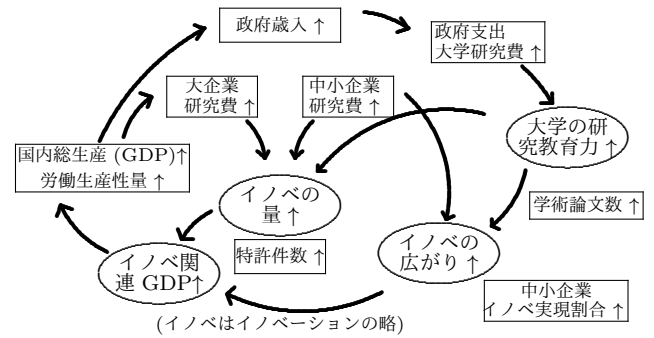 政府歳入 ↑
政府支出
大学研究費 ↑
大企業
研究費 ↑
中小企業
研究費 ↑
大学の研
究教育力 ↑
国内総生産 (GDP)↑
労働生産性量 ↑
イノベの
量 ↑
学術論文数 ↑
特許件数 ↑
イノベの
広がり ↑
イノベ関
連 GDP↑
中小企業
イノベ実現割合 ↑
(イノベはイノベーションの略)